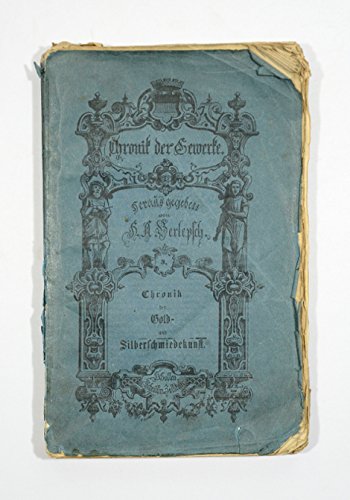 Chronik der Gewerke.
Herausgegeben
von
H. A. Berlepsch.
Chronik
der
Gold-
und
Silberschmiedekunst.